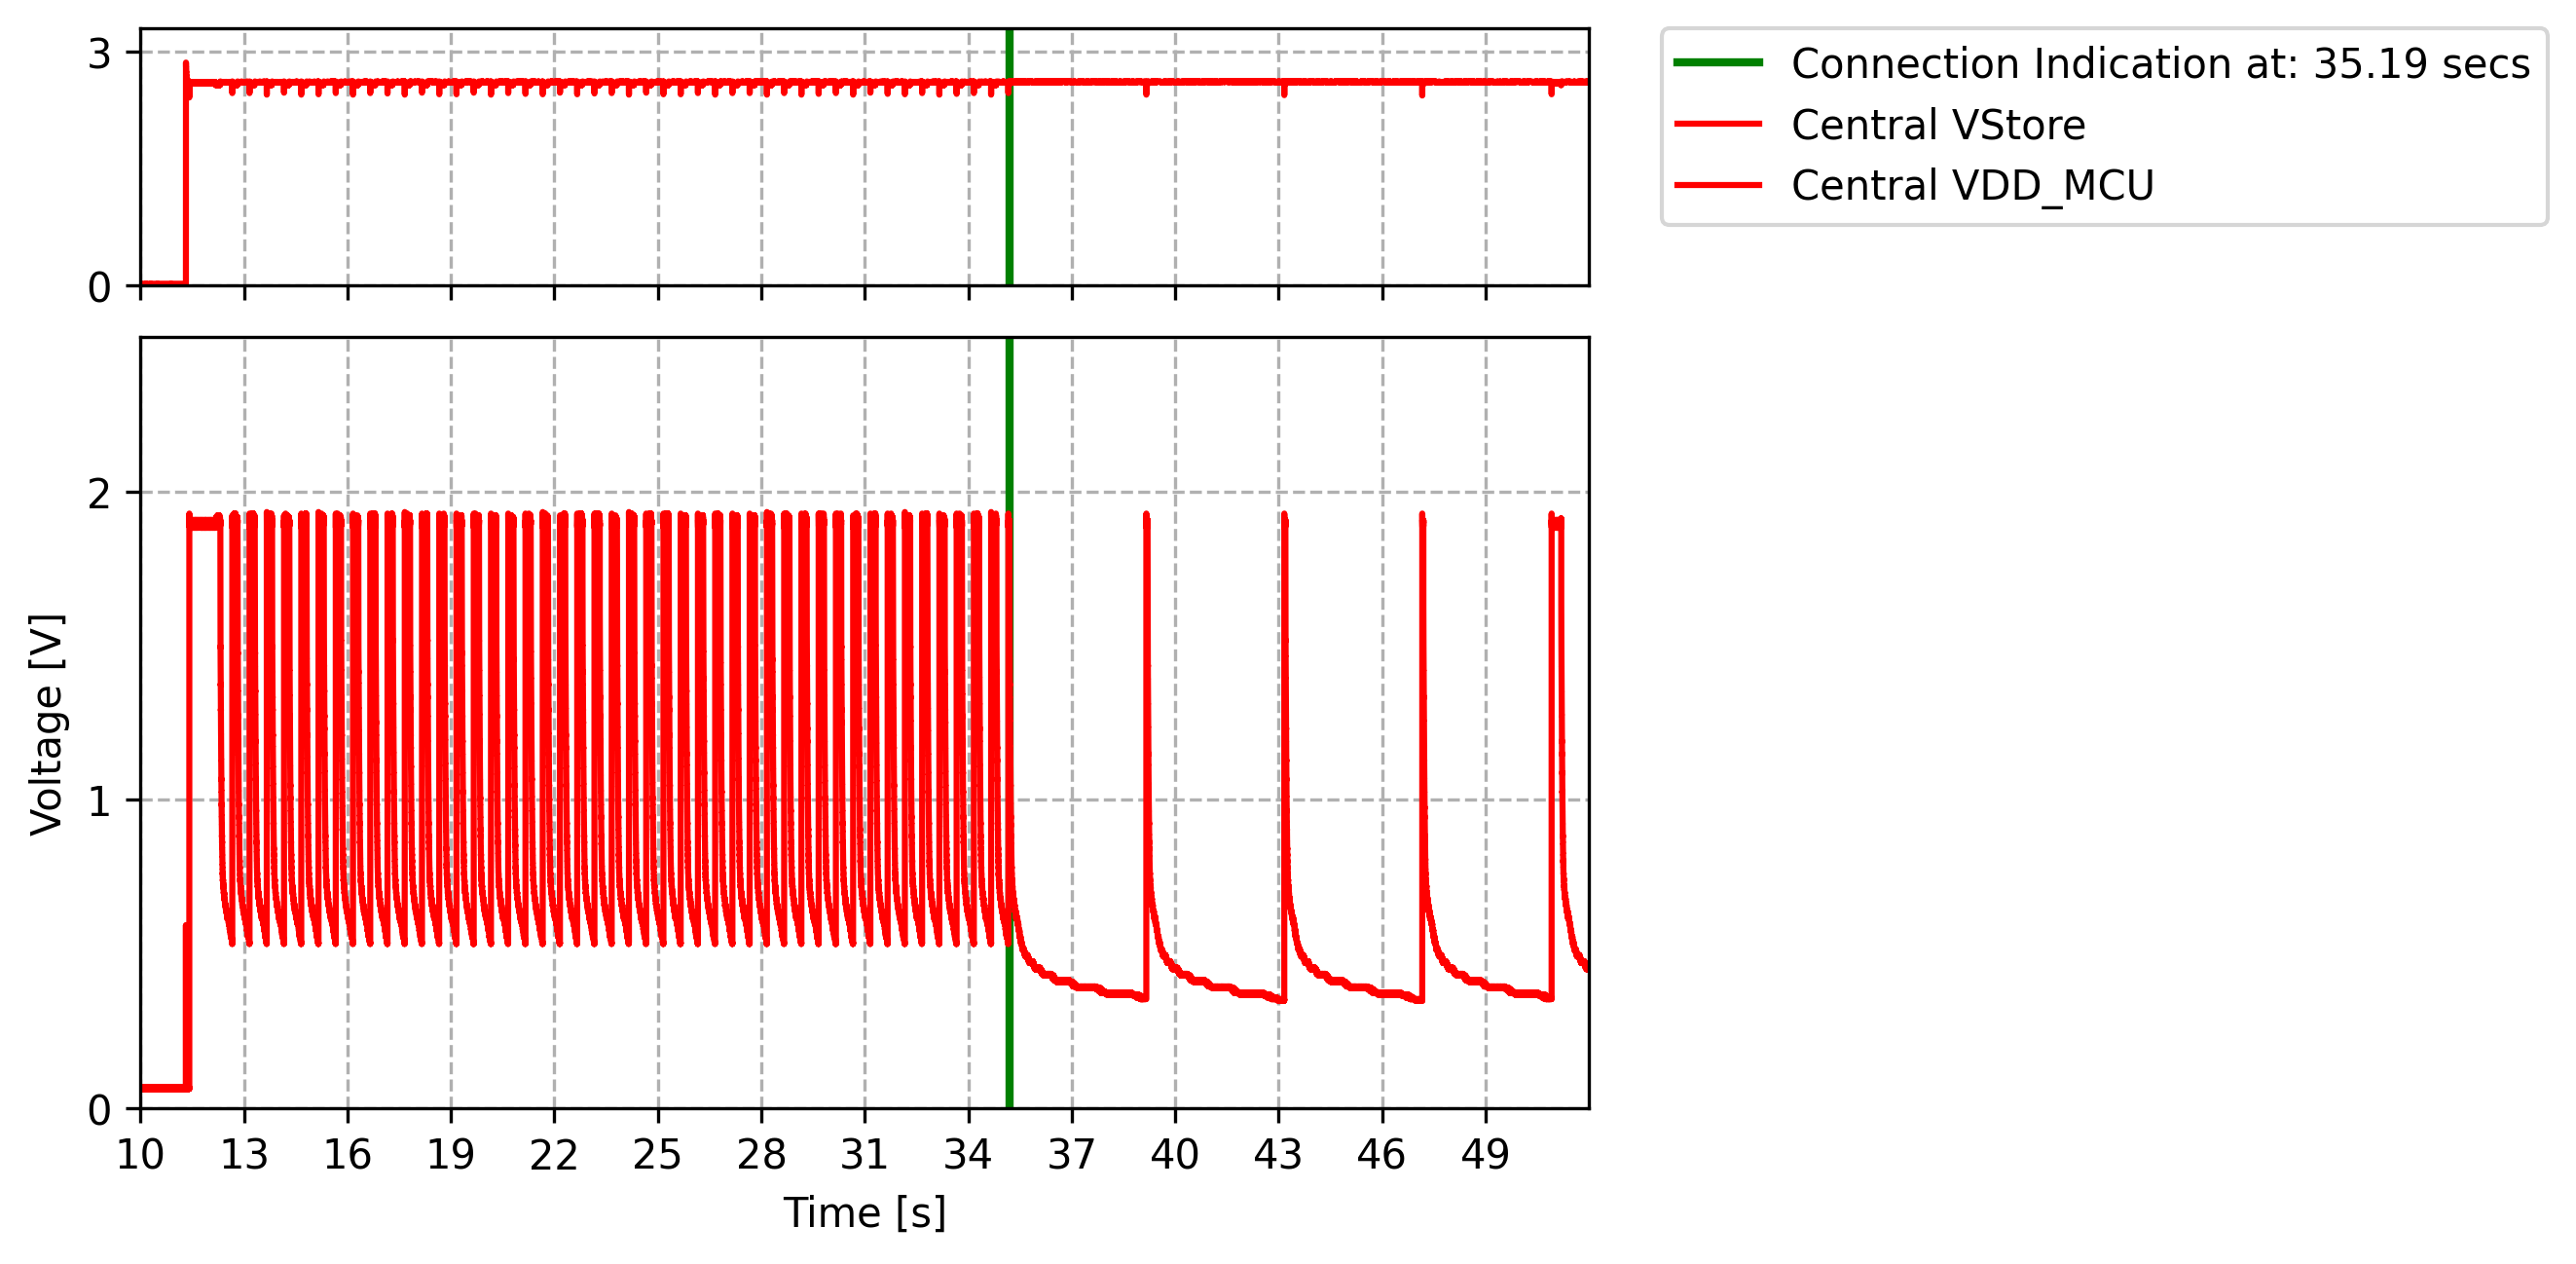 3
0
Connection Indication at: 35.19 secs
Central VStore
Central VDD_MCU
2
1
0
Voltage [V]
10 13 16 19 22 25 28 31 34 37 40 43 46 49
Time [s]